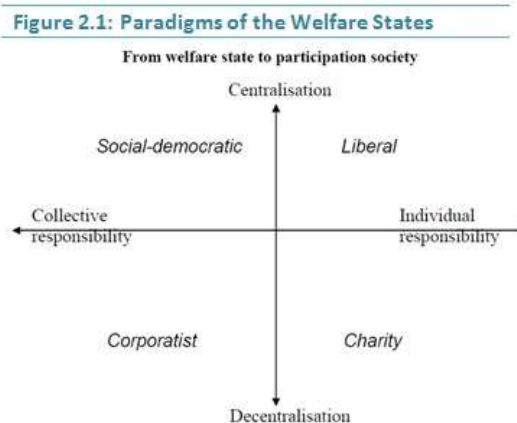 Figure 2.1: Paradigms of the Welfare States
From welfare state to participation society
Centralisation
Social-democratic
Liberal
Collective
responsibility
Individual
responsibility
Corporatist
Charity
Decentralisation